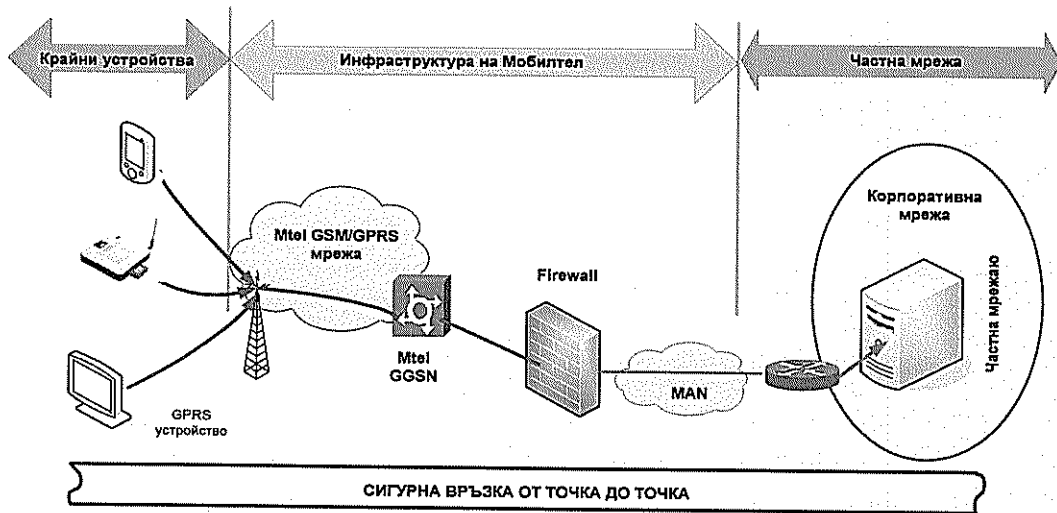 Крайни устройства
Инфраструктура на Мобилтел
Частна мрежа
Mtel GSM/GPRS
мрежа
Mtel
GGSN
Firewall
MAN
Корпоративна
мрежа
Частна мрежаю
GPRS
устройство
СИГУРНА ВРЪЗКА ОТ ТОЧКА ДО ТОЧКА